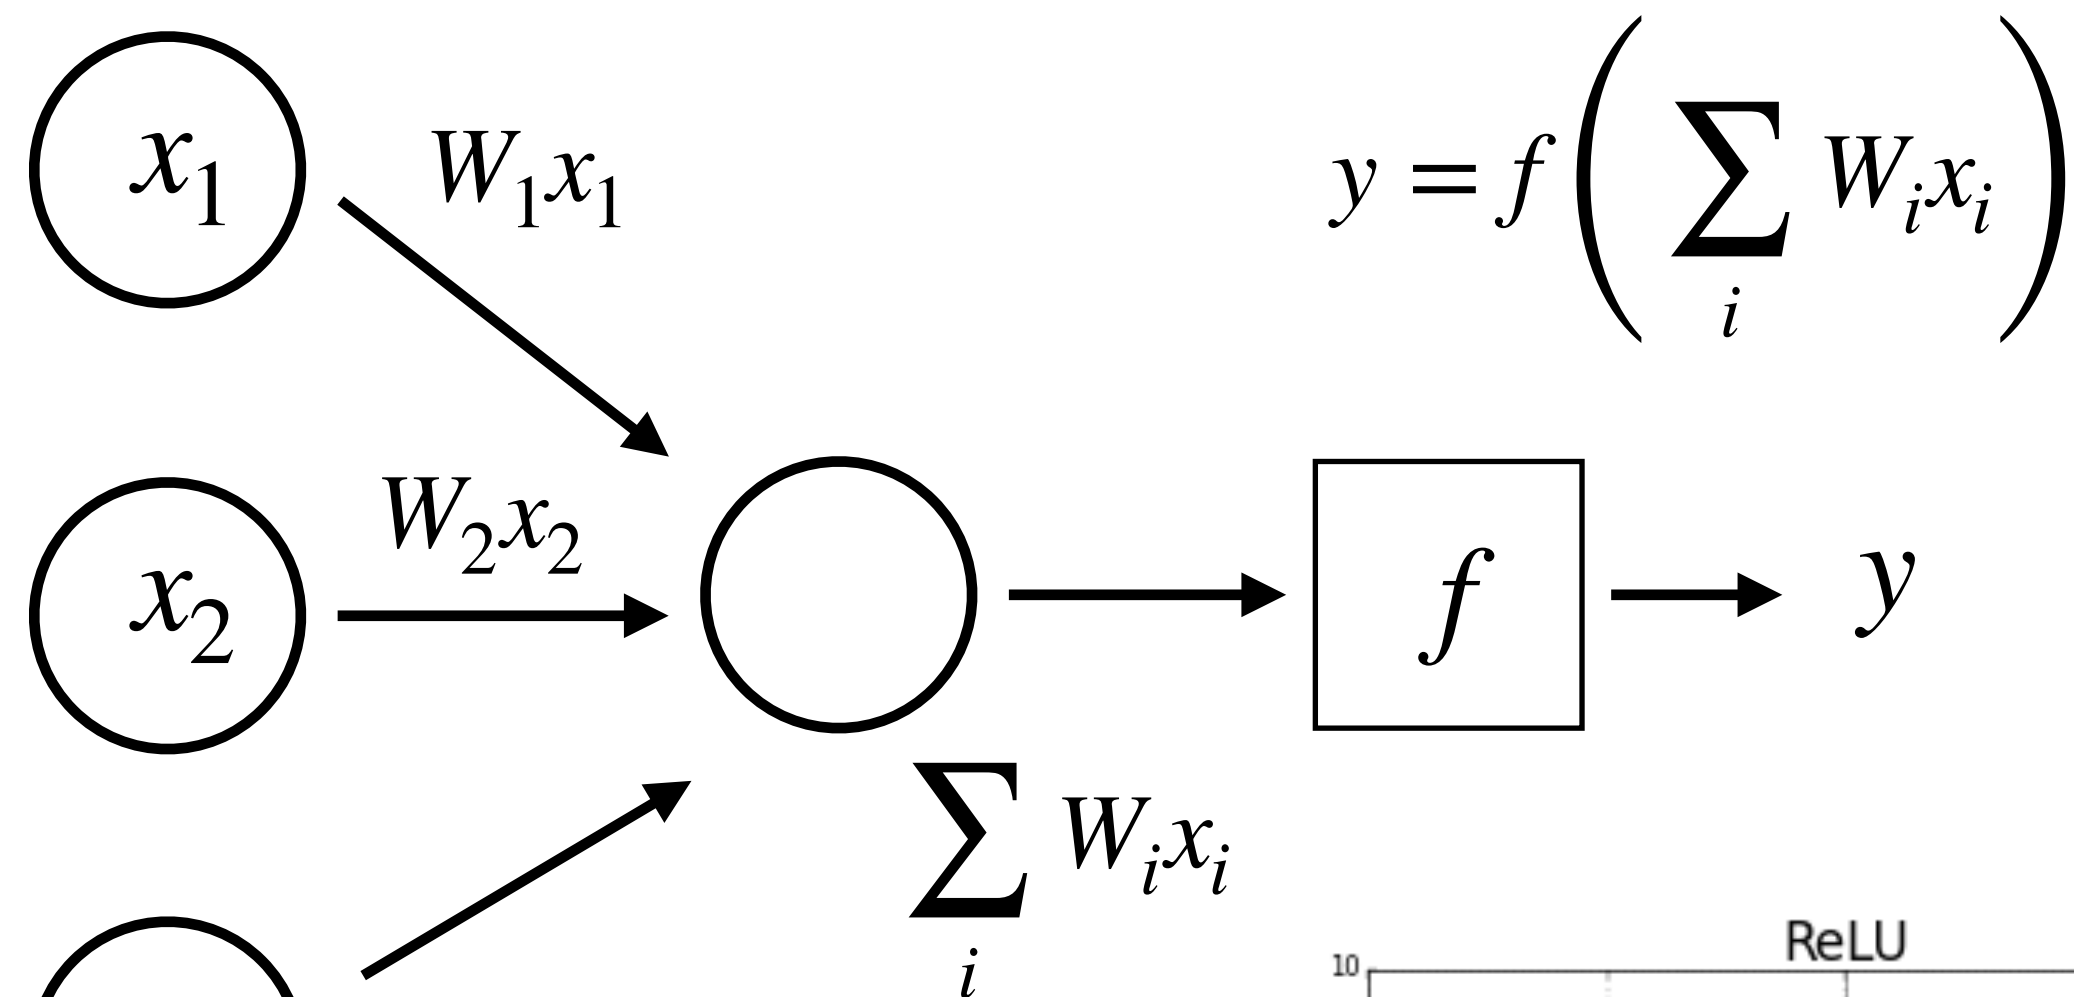 x₁
W₁x₁
y = f(∑ᵢ Wᵢxᵢ)
x₂
W₂x₂
f
y
∑ᵢ Wᵢxᵢ
ReLU
10